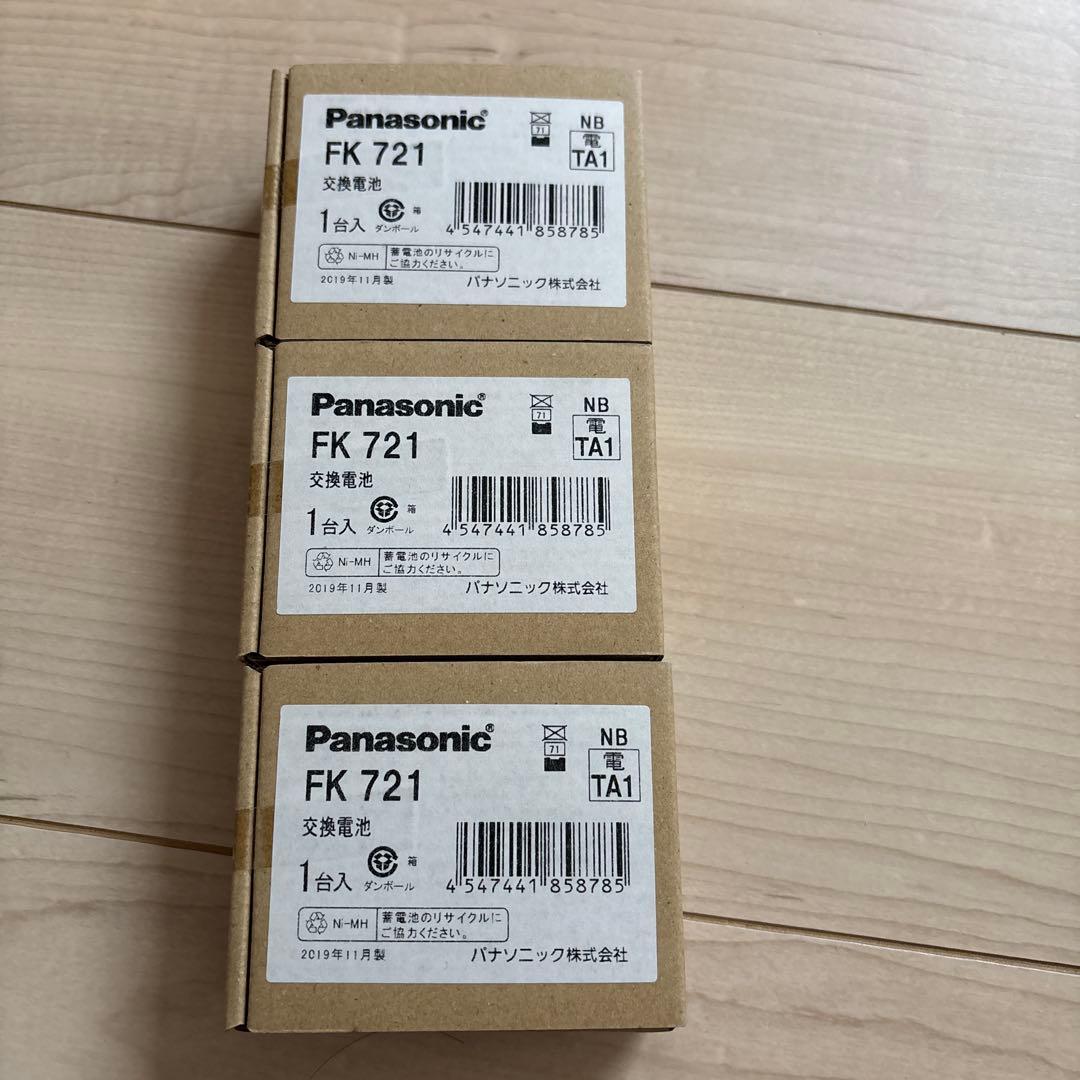 Panasonic®
FK 721
71
NB
電
TA1
交換電池
1台入
箱
ダンボール
4 547441 858785
Ni-MH
蓄電池のリサイクルに
ご協力ください。
2019年11月製
パナソニック株式会社
Panasonic®
FK 721
71
NB
電
TA1
交換電池
1台入
箱
ダンボール
4 547441 858785
Ni-MH
蓄電池のリサイクルに
ご協力ください。
2019年11月製
パナソニック株式会社
Panasonic®
FK 721
71
NB
電
TA1
交換電池
1台入
箱
ダンボール
4 547441 858785
Ni-MH
蓄電池のリサイクルに
ご協力ください。
2019年11月製
パナソニック株式会社